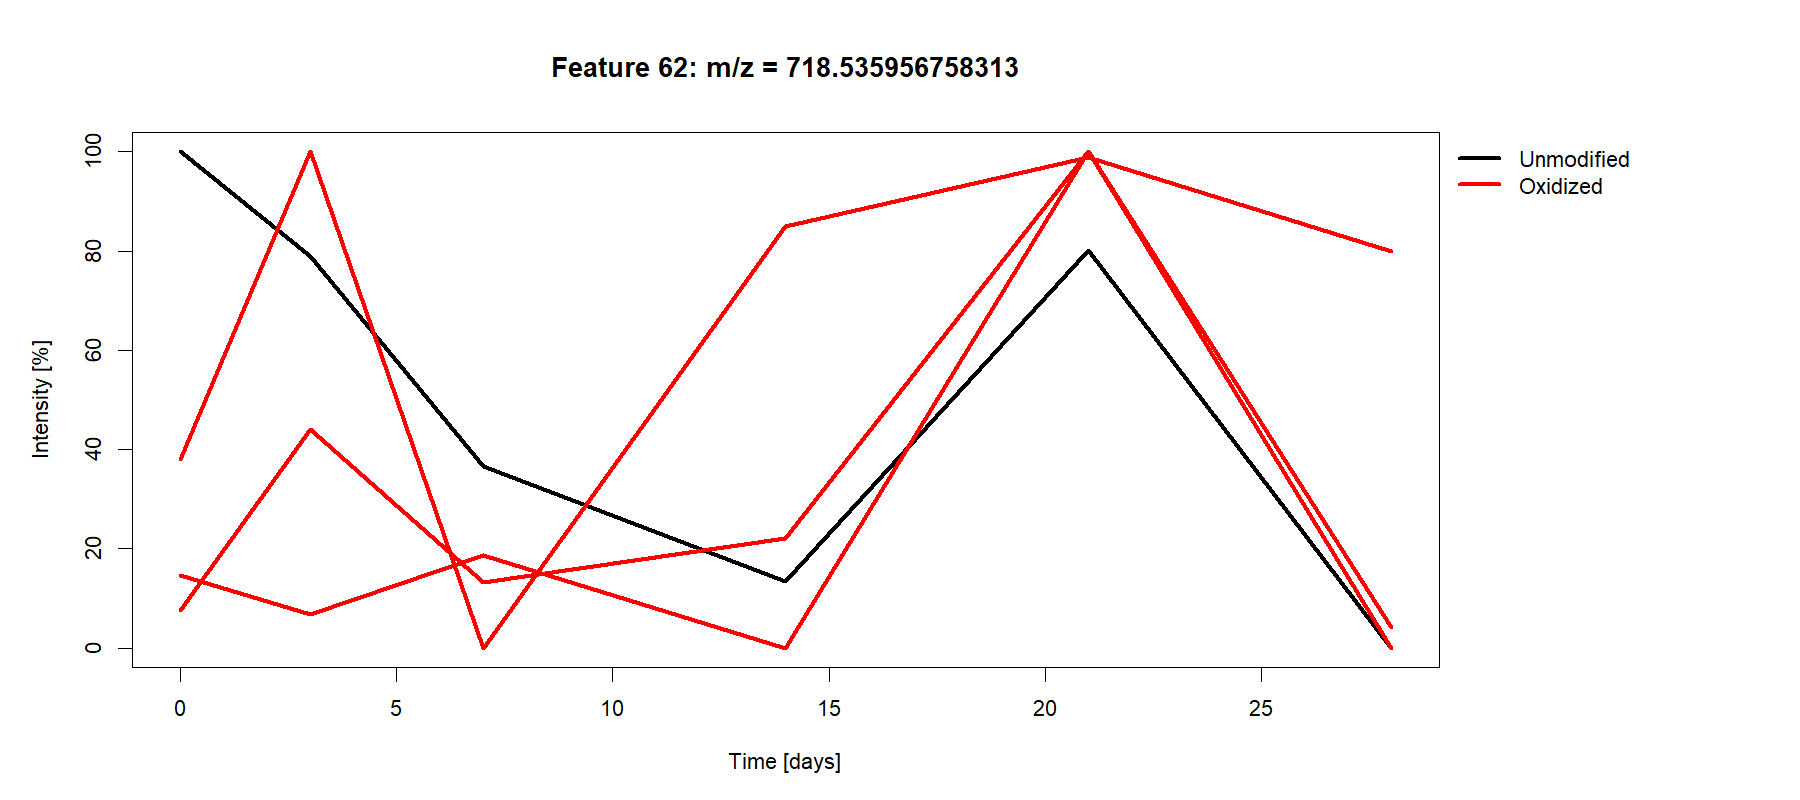 Feature 62: m/z = 718.535956758313
Unmodified
Oxidized
Intensity [%]
100
80
60
40
20
0
0 5 10 15 20 25
Time [days]